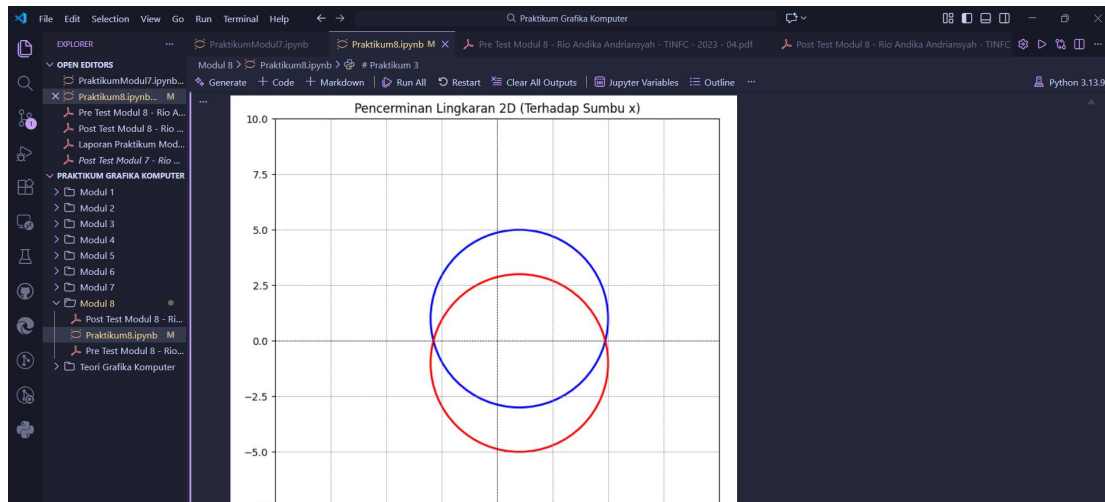 File Edit Selection View Go Run Terminal Help
Praktikum Grafika Komputer
EXPLORER
PraktikumModul7.ipynb
Praktikum8.ipynb M
Pre Test Modul 8 - Rio Andika Andriansyah - TINFC - 2023 - 04.pdf
Post Test Modul 8 - Rio Andika Andriansyah - TINFC
OPEN EDITORS
PraktikumModul7.ipynb...
Praktikum8.ipynb... M
Pre Test Modul 8 - Rio A...
Post Test Modul 8 - Rio ...
Laporan Praktikum Mod...
Post Test Modul 7 - Rio ...
PRAKTIKUM GRAFIKA KOMPUTER
Modul 1
Modul 2
Modul 3
Modul 4
Modul 5
Modul 6
Modul 7
Modul 8
Post Test Modul 8 - Ri...
Praktikum8.ipynb M
Pre Test Modul 8 - Rio...
Teori Grafika Komputer
Modul 8 > Praktikum8.ipynb > # Praktikum 3
Generate + Code + Markdown | Run All Restart Clear All Outputs | Jupyter Variables Outline ...
Python 3.13.9
Pencerminan Lingkaran 2D (Terhadap Sumbu x)
10.0
7.5
5.0
2.5
0.0
−2.5
−5.0